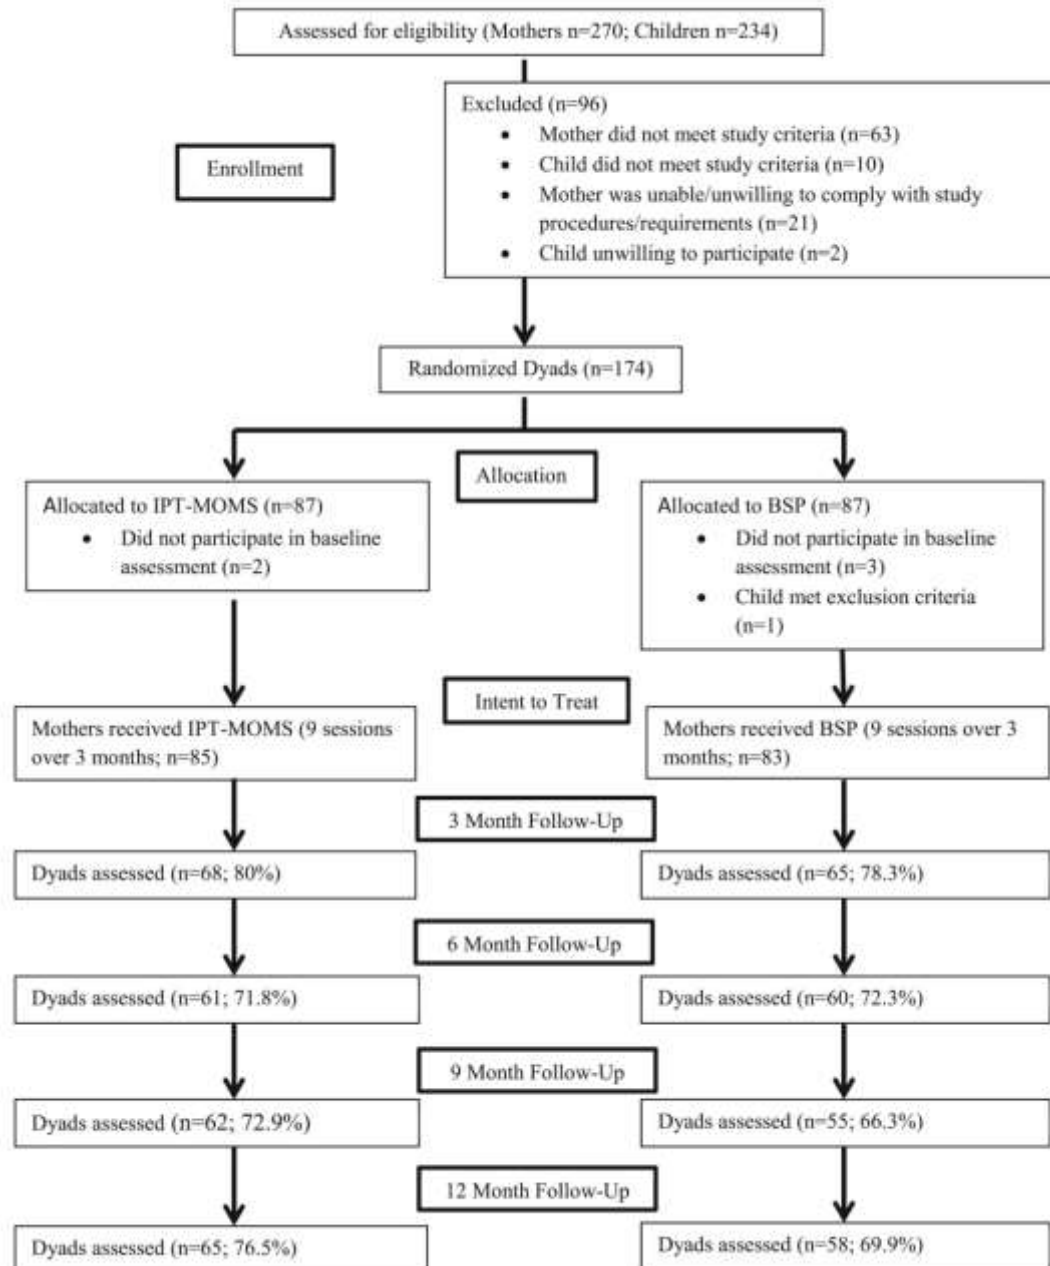 Assessed for eligibility (Mothers n=270; Children n=234)
Excluded (n=96)
• Mother did not meet study criteria (n=63)
• Child did not meet study criteria (n=10)
• Mother was unable/unwilling to comply with study
procedures/requirements (n=21)
• Child unwilling to participate (n=2)
Enrollment
Randomized Dyads (n=174)
Allocation
Allocated to IPT-MOMS (n=87)
• Did not participate in baseline
assessment (n=2)
Allocated to BSP (n=87)
• Did not participate in baseline
assessment (n=3)
• Child met exclusion criteria
(n=1)
Intent to Treat
Mothers received IPT-MOMS (9 sessions
over 3 months; n=85)
Mothers received BSP (9 sessions over 3
months; n=83)
3 Month Follow-Up
Dyads assessed (n=68; 80%)
Dyads assessed (n=65; 78.3%)
6 Month Follow-Up
Dyads assessed (n=61; 71.8%)
Dyads assessed (n=60; 72.3%)
9 Month Follow-Up
Dyads assessed (n=62; 72.9%)
Dyads assessed (n=55; 66.3%)
12 Month Follow-Up
Dyads assessed (n=65; 76.5%)
Dyads assessed (n=58; 69.9%)